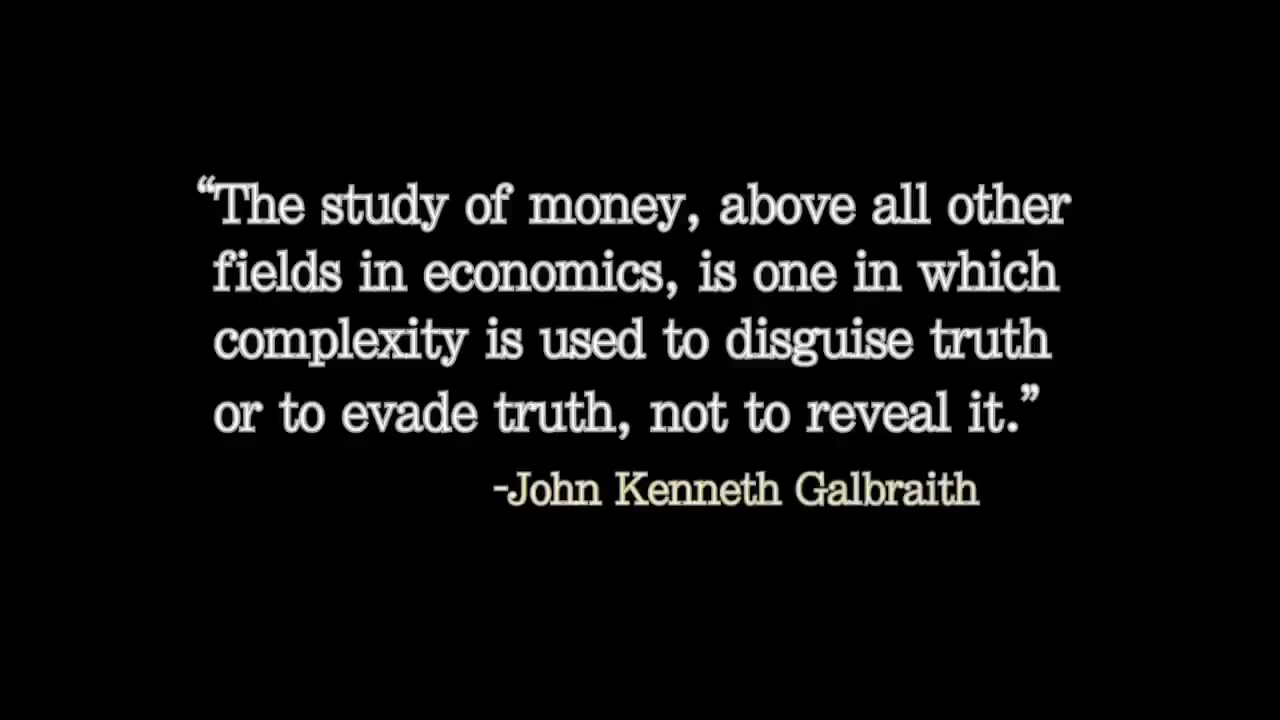 “The study of money, above all other
fields in economics, is one in which
complexity is used to disguise truth
or to evade truth, not to reveal it.”
-John Kenneth Galbraith